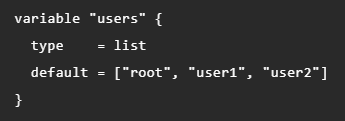 variable "users" {
  type    = list
  default = ["root", "user1", "user2"]
}